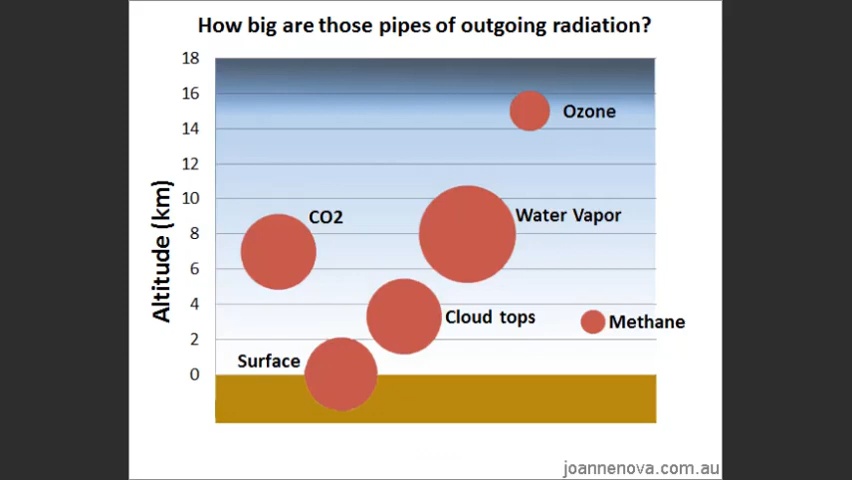 How big are those pipes of outgoing radiation?
18
16
Ozone
14
12
10
CO2
Water Vapor
8
6
4
Cloud tops
Methane
2
Surface
0
Altitude (km)
joannenova.com.au